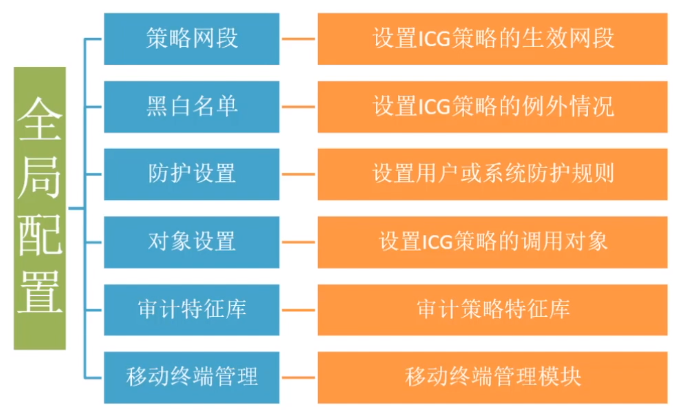 全局配置
策略网段
设置ICG策略的生效网段
黑白名单
设置ICG策略的例外情况
防护设置
设置用户或系统防护规则
对象设置
设置ICG策略的调用对象
审计特征库
审计策略特征库
移动终端管理
移动终端管理模块